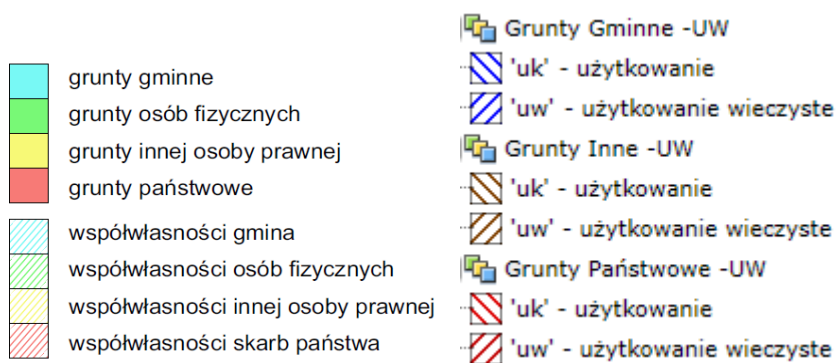 grunty gminne
grunty osób fizycznych
grunty innej osoby prawnej
grunty państwowe
współwłasności gmina
współwłasności osób fizycznych
współwłasności innej osoby prawnej
współwłasności skarb państwa
Grunty Gminne -UW
'uk' - użytkowanie
'uw' - użytkowanie wieczyste
Grunty Inne -UW
'uk' - użytkowanie
'uw' - użytkowanie wieczyste
Grunty Państwowe -UW
'uk' - użytkowanie
'uw' - użytkowanie wieczyste